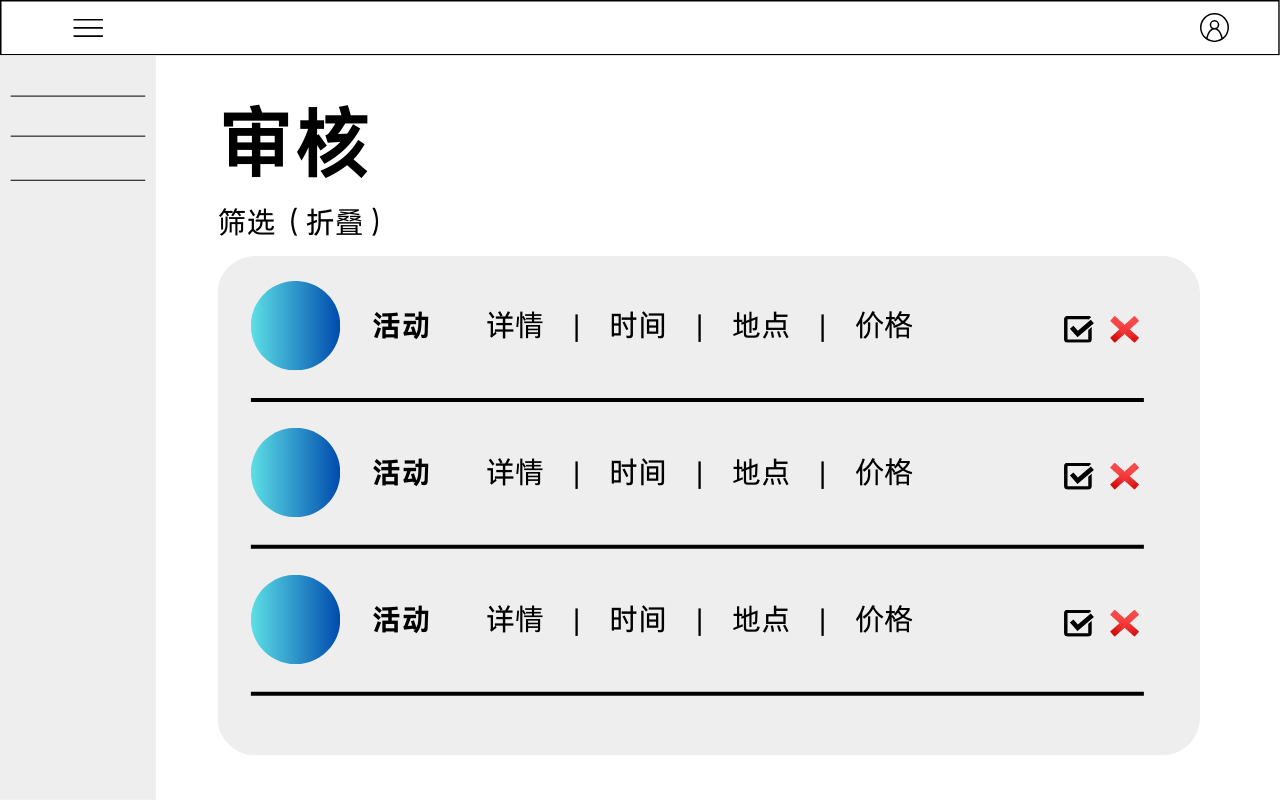 审核
筛选（折叠）
活动 详情 | 时间 | 地点 | 价格
活动 详情 | 时间 | 地点 | 价格
活动 详情 | 时间 | 地点 | 价格